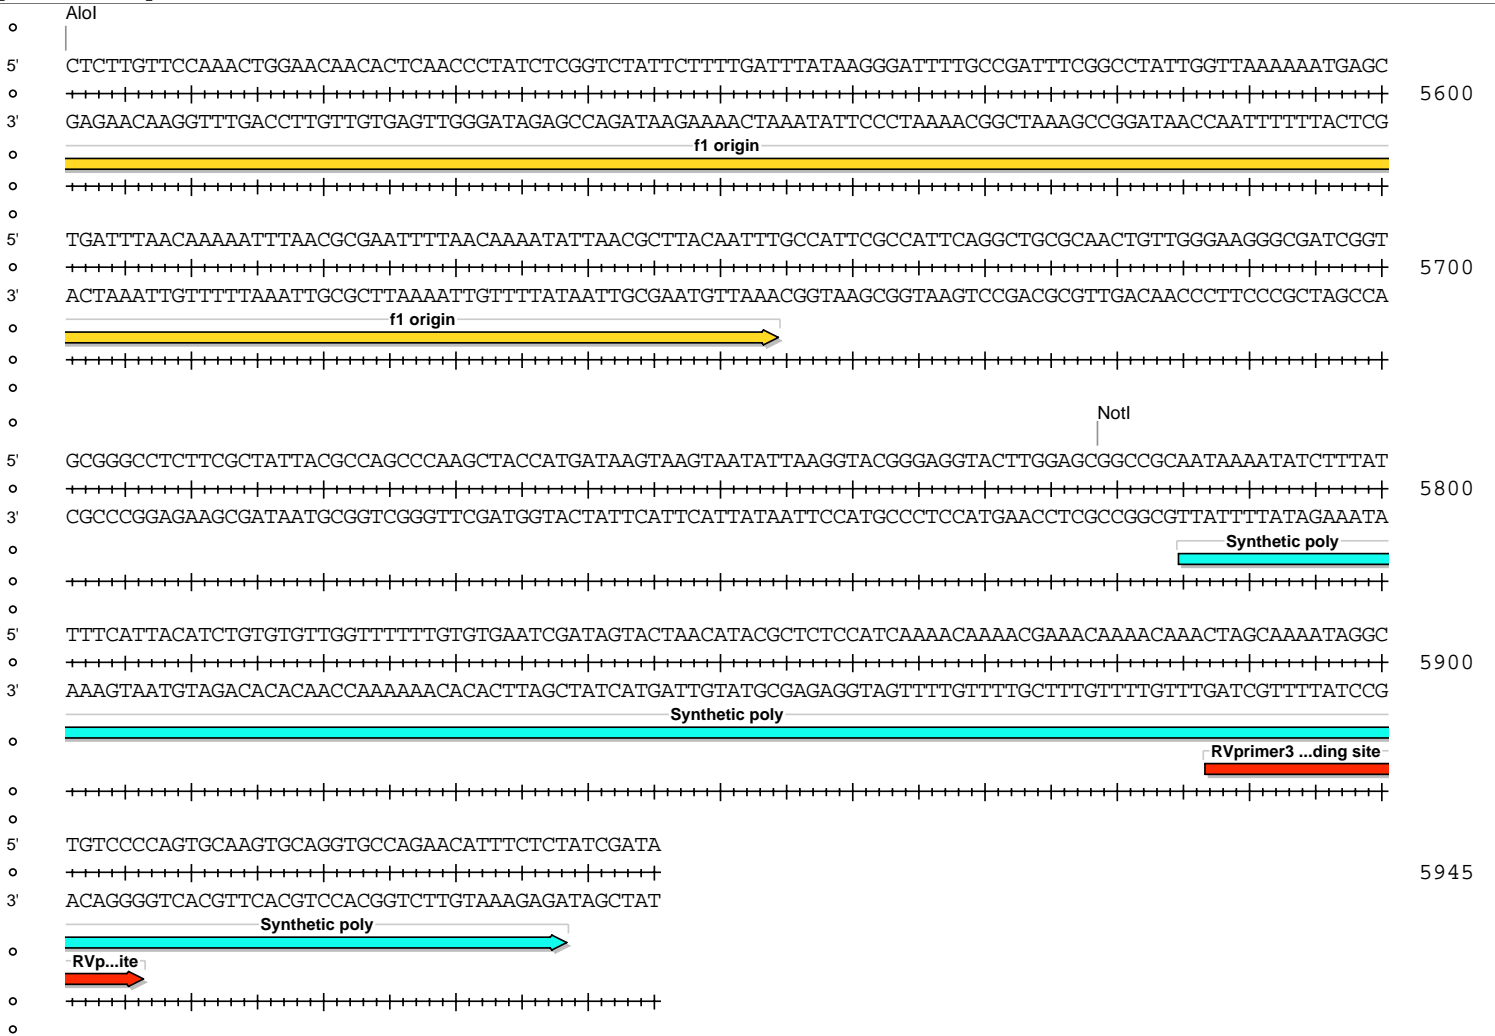 AloI
5' CTCTTGTTCCAAACTGGAACAACACTCAACCCTATCTCGGTCTATTCTTTTGATTTATAAGGGATTTTGCCGATTTCGGCCTATTGGTTAAAAAATGAGC
5600
3' GAGAACAAGGTTTGACCTTGTTGTGAGTTGGGATAGAGCCAGATAAGAAAACTAAATATTCCCTAAAACGGCTAAAGCCGGATAACCAATTTTTTACTCG
f1 origin
5' TGATTTAACAAAAATTTAACGCGAATTTTAACAAAATATTAACGCTTACAATTTGCCATTCGCCATTCAGGCTGCGCAACTGTTGGGAAGGGCGATCGGT
5700
3' ACTAAATTGTTTTTAAATTGCGCTTAAAATTGTTTTATAATTGCGAATGTTAAACGGTAAGCGGTAAGTCCGACGCGTTGACAACCCTTCCCGCTAGCCA
f1 origin
NotI
5' GCGGGCCTCTTCGCTATTACGCCAGCCCAAGCTACCATGATAAGTAAGTAATATTAAGGTACGGGAGGTACTTGGAGCGGCCGCAATAAAATATCTTTAT
5800
3' CGCCCGGAGAAGCGATAATGCGGTCGGGTTCGATGGTACTATTCATTCATTATAATTCCATGCCCTCCATGAACCTCGCCGGCGTTATTTTATAGAAATA
Synthetic poly
5' TTTCATTACATCTGTGTGTTGGTTTTTTGTGTGAATCGATAGTACTAACATACGCTCTCCATCAAAACAAAACGAAACAAAACAAACTAGCAAAATAGGC
5900
3' AAAGTAATGTAGACACACAACCAAAAAACACACTTAGCTATCATGATTGTATGCGAGAGGTAGTTTTGTTTTGCTTTGTTTTGTTTGATCGTTTTATCCG
Synthetic poly
RVprimer3 ...ding site
5' TGTCCCCAGTGCAAGTGCAGGTGCCAGAACATTTCTCTATCGATA
5945
3' ACAGGGGTCACGTTCACGTCCACGGTCTTGTAAAGAGATAGCTAT
Synthetic poly
RVp...ite